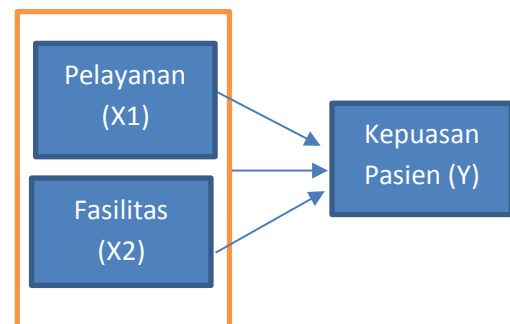 Pelayanan
(X1)
Kepuasan
Pasien (Y)
Fasilitas
(X2)